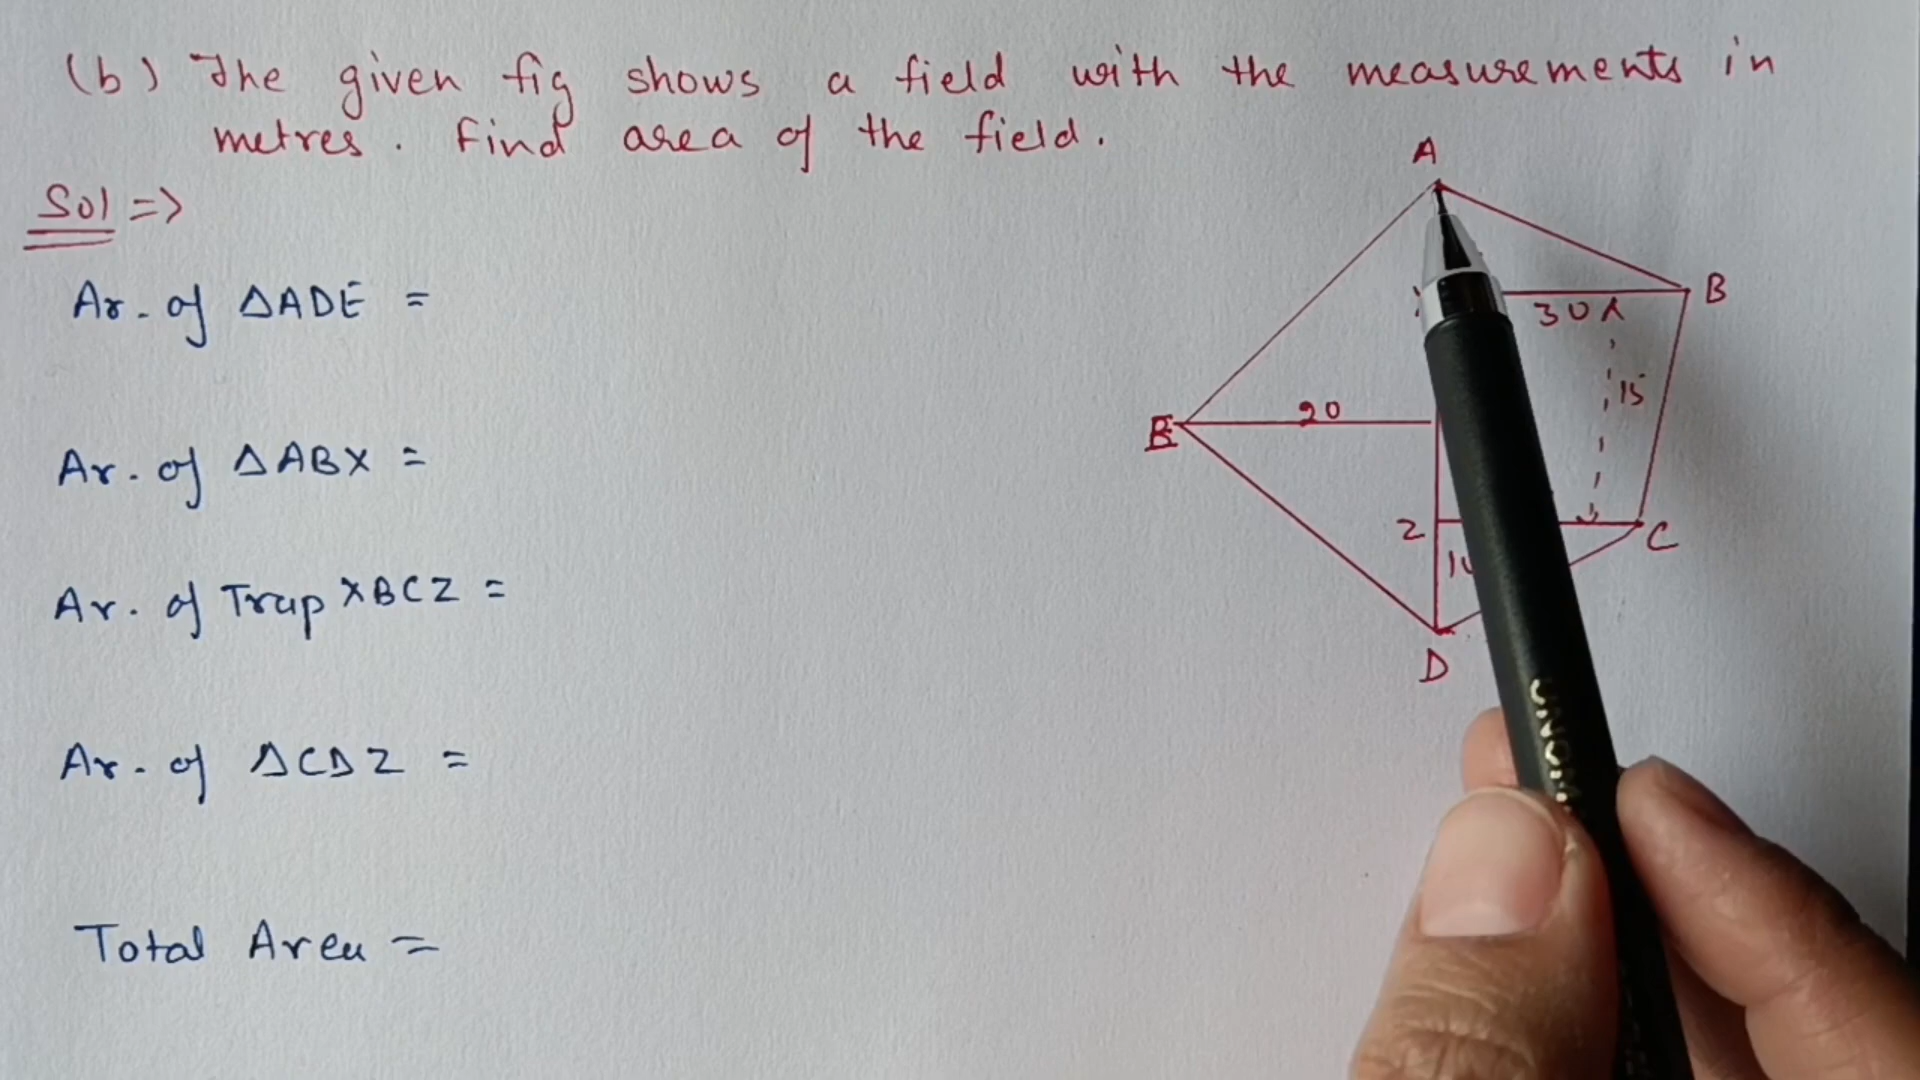 (b) The given fig shows a field with the measurements in
metres. Find area of the field.
Sol =>
Ar. of ΔADE =
Ar. of ΔABX =
Ar. of Trap XBCZ =
Ar. of ΔCDZ =
Total Area =
A
B
30
15
20
E
Z
C
D